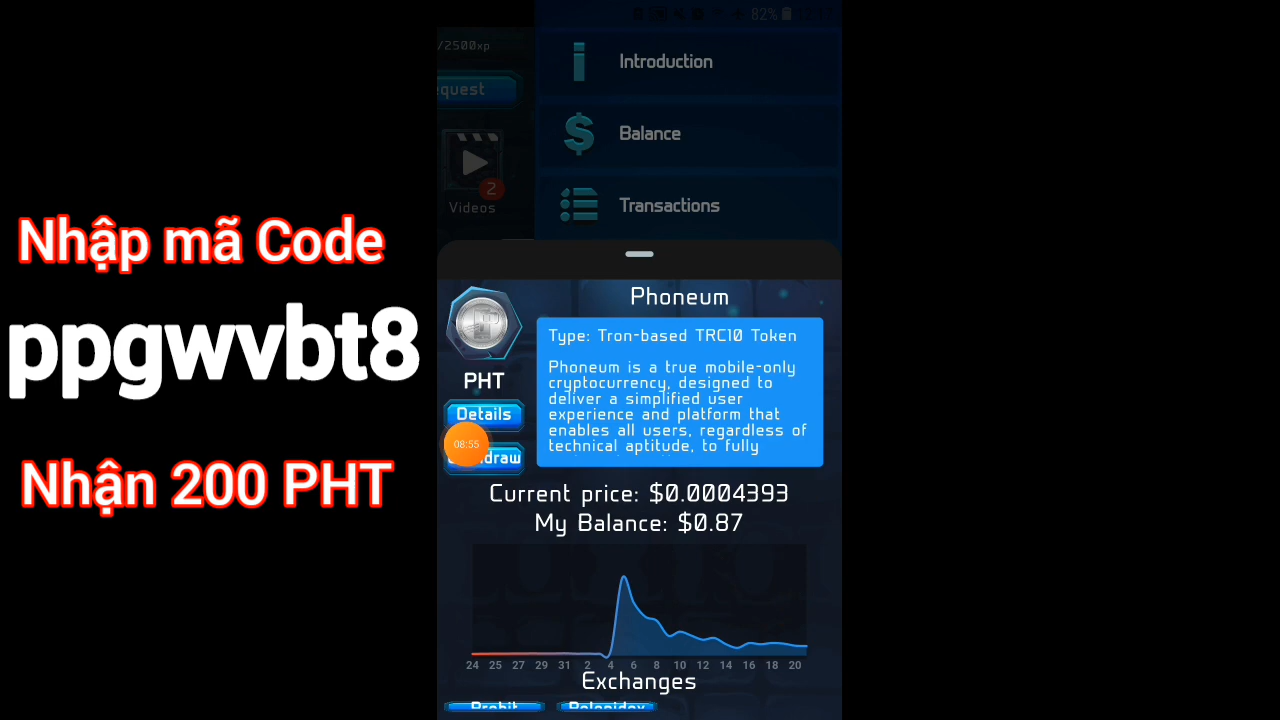 82%
/2500xp
Introduction
equest
Balance
2
Videos
Transactions
Nhập mã Code
ppgwvbt8
Nhận 200 PHT
Phoneum
Type: Tron-based TRC10 Token
Phoneum is a true mobile-only
cryptocurrency, designed to
deliver a simplified user
experience and platform that
enables all users, regardless of
technical aptitude, to fully
PHT
Details
08:55
draw
Current price: $0.0004393
My Balance: $0.87
24 25 27 29 31 2 4 6 8 10 12 14 16 18 20
Exchanges
Probit